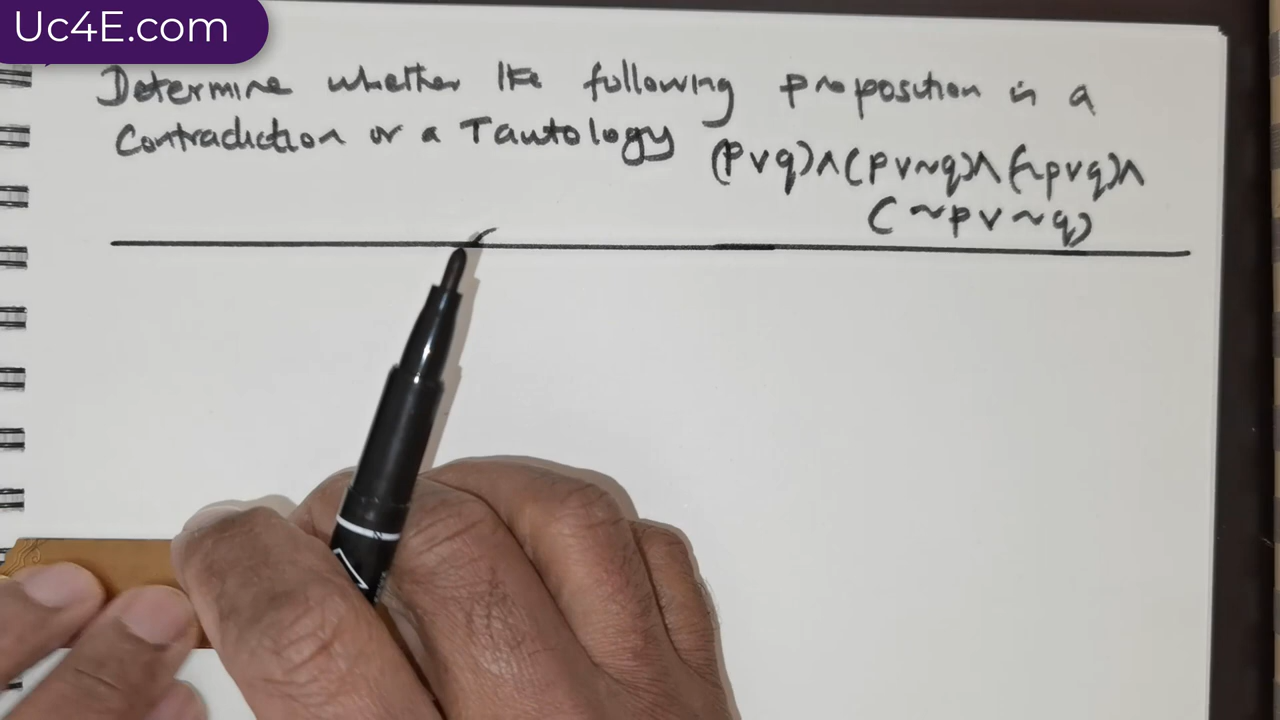 Uc4E.com
Determine whether the following proposition is a
Contradiction or a Tautology (p∨q)∧(p∨~q)∧(~p∨q)∧
(~p∨~q)